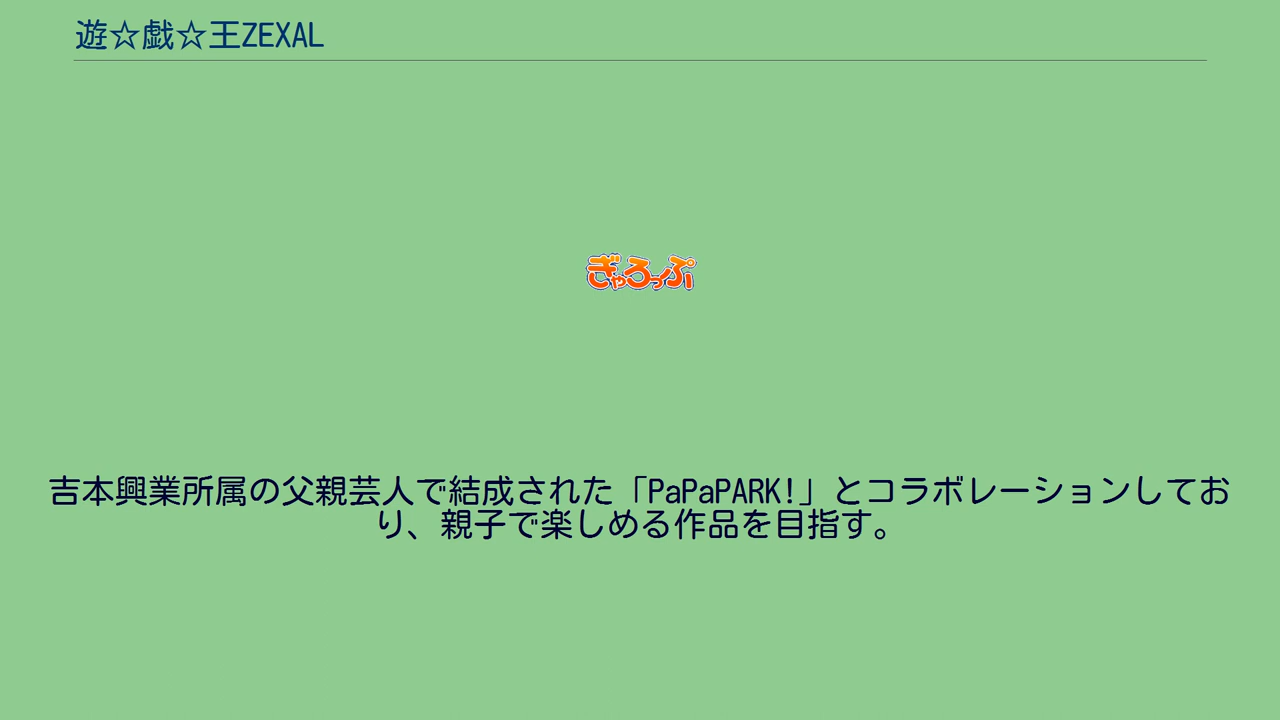 遊☆戯☆王ZEXAL
ぎゃろっぷ
吉本興業所属の父親芸人で結成された「PaPaPARK!」とコラボレーションしてお
り、親子で楽しめる作品を目指す。